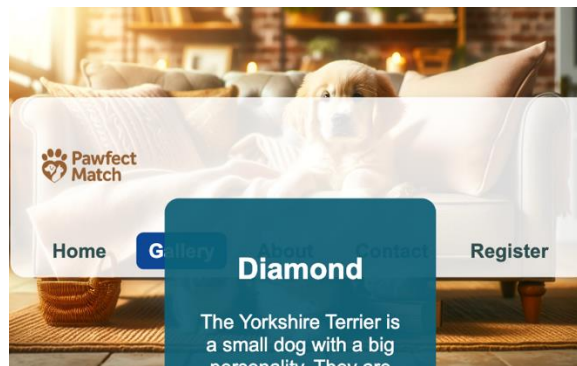 Pawfect
Match
Home Gallery About Contact Register
Diamond
The Yorkshire Terrier is
a small dog with a big
personality. They are